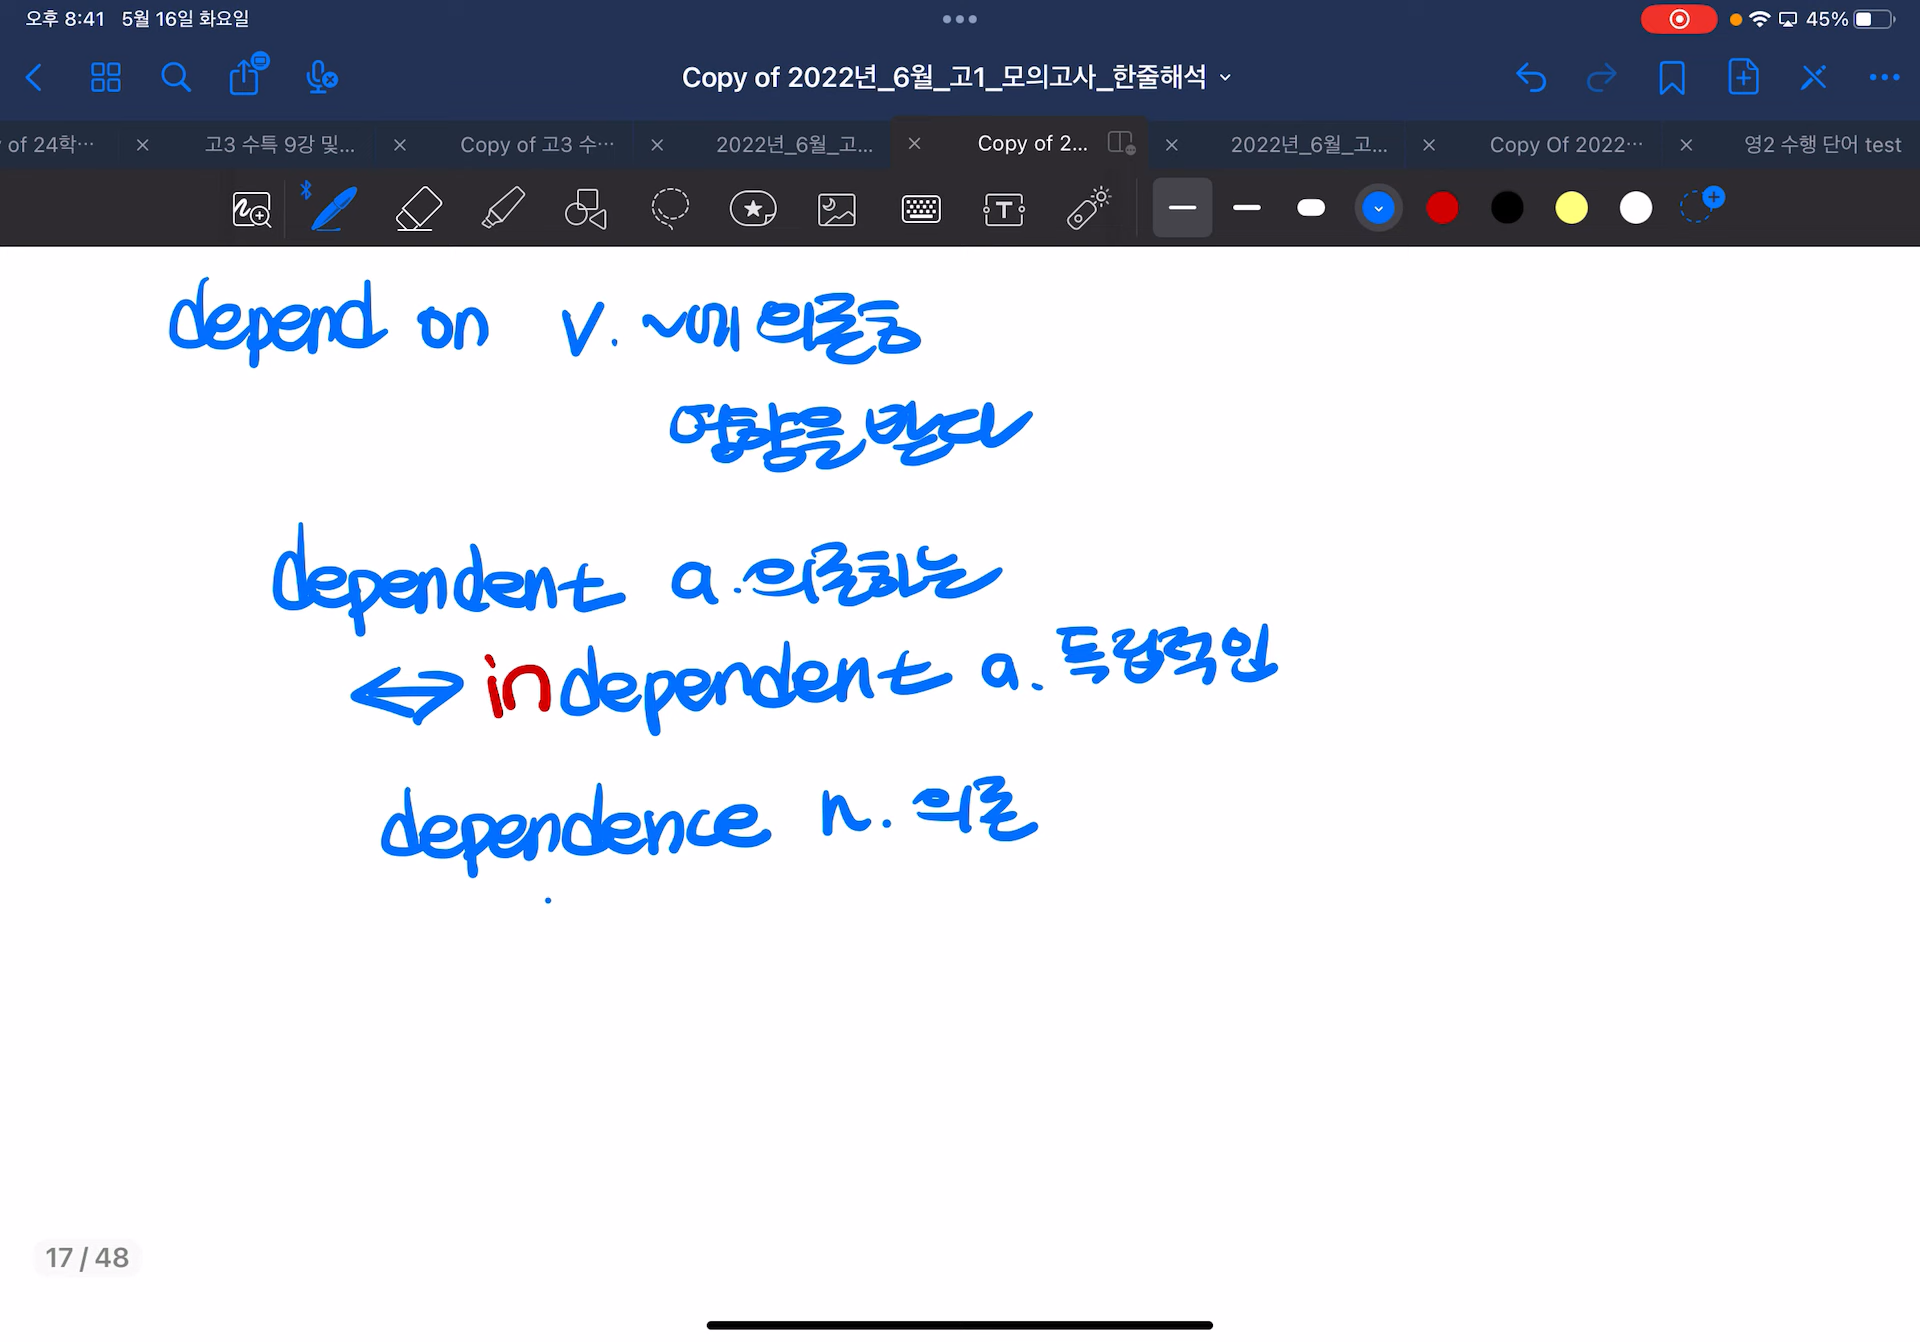 오후 8:41 5월 16일 화요일
45%
Copy of 2022년_6월_고1_모의고사_한줄해석
of 24학… 고3 수특 9강 및... Copy of 고3 수… 2022년_6월_고... Copy of 2... 2022년_6월_고... Copy Of 2022… 영2 수행 단어 test
depend on v. ~에 의존
영향을 받다
dependent a. 의존하는
↔ independent a. 독립적인
dependence n. 의존
17 / 48